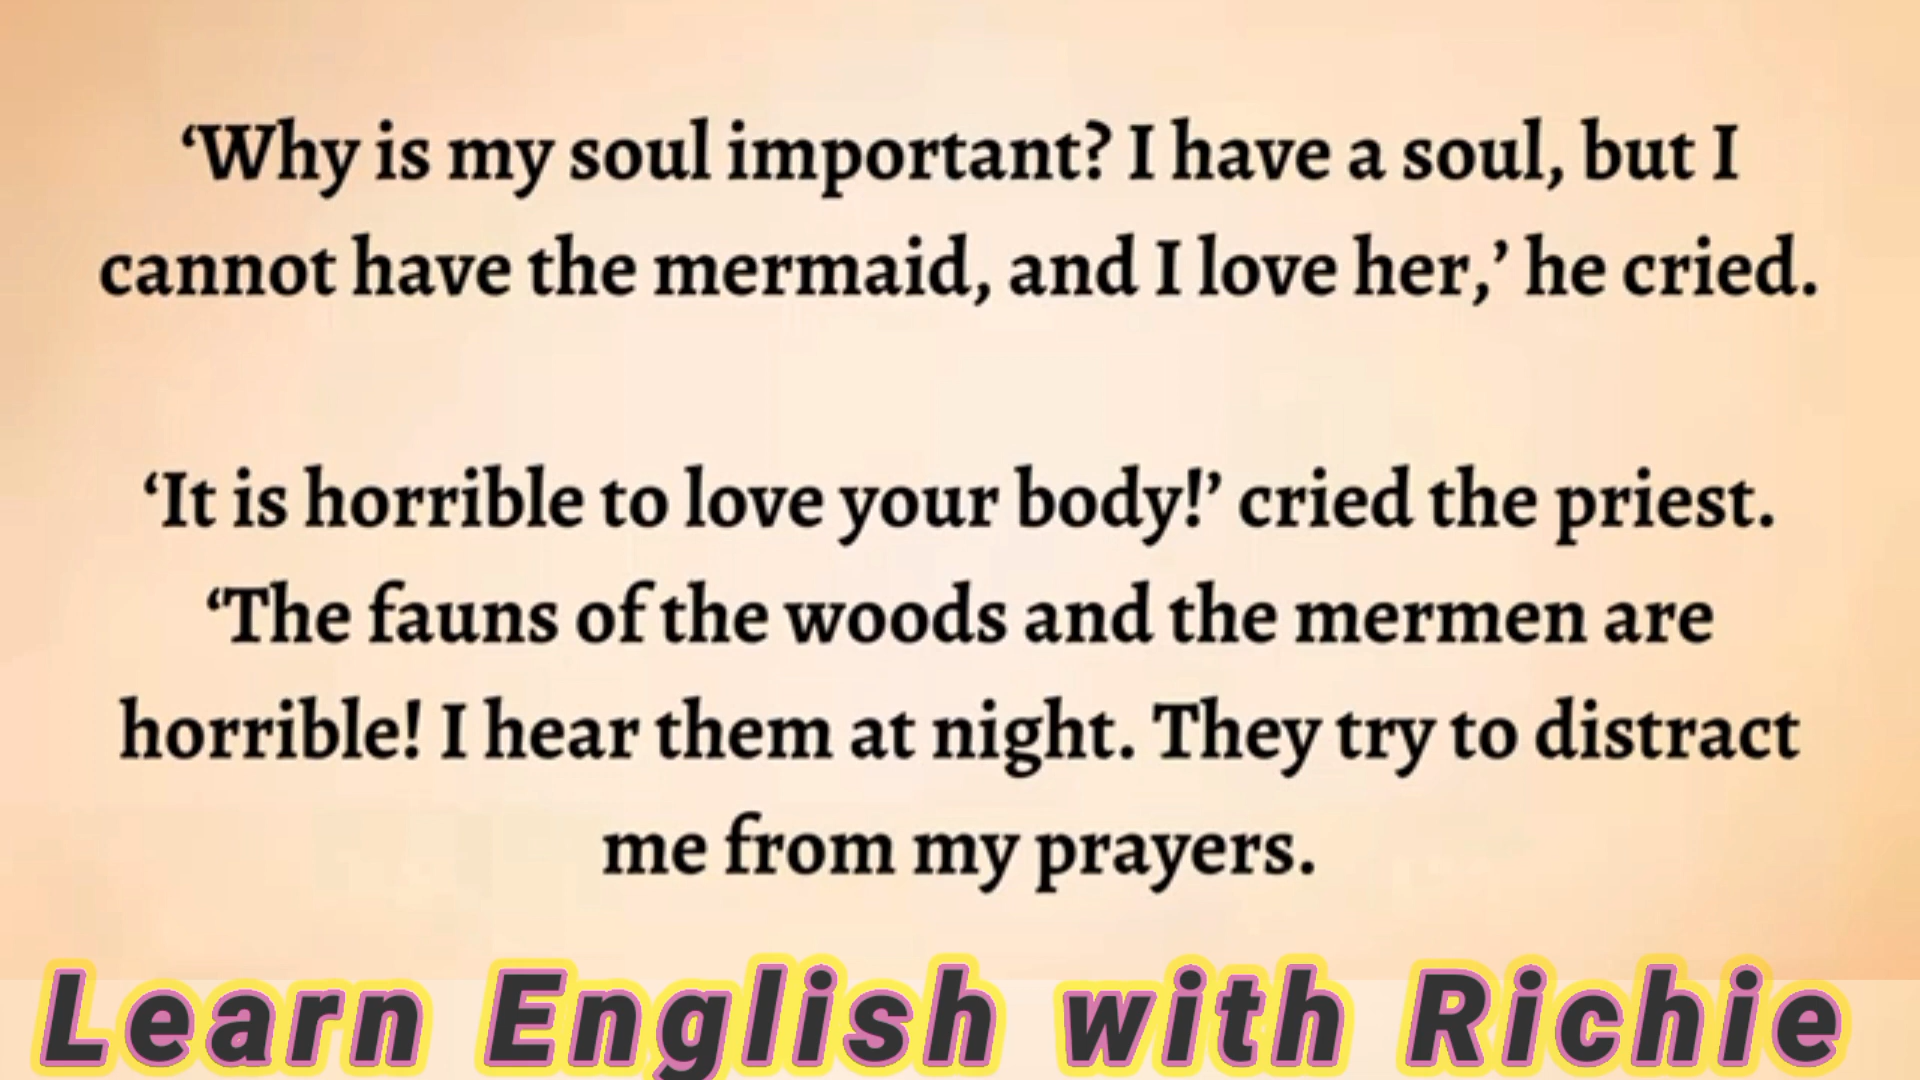 ‘Why is my soul important? I have a soul, but I
cannot have the mermaid, and I love her,’ he cried.
‘It is horrible to love your body!’ cried the priest.
‘The fauns of the woods and the mermen are
horrible! I hear them at night. They try to distract
me from my prayers.
Learn English with Richie